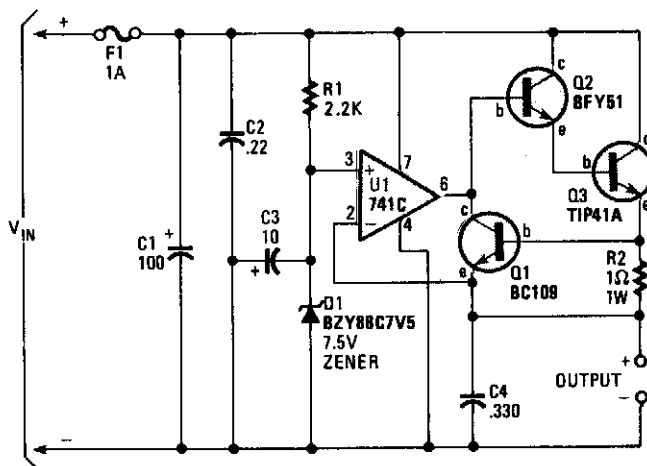 +
F1
1A
R1
2.2K
C2
.22
C3
10
+
C1
100
+
VIN
3
+
U1
741C
2
−
7
6
4
D1
BZY88C7V5
7.5V
ZENER
c
b
e
Q2
BFY51
c
b
e
Q3
TIP41A
c
b
e
Q1
BC109
R2
1Ω
1W
C4
.330
OUTPUT
+
−
−